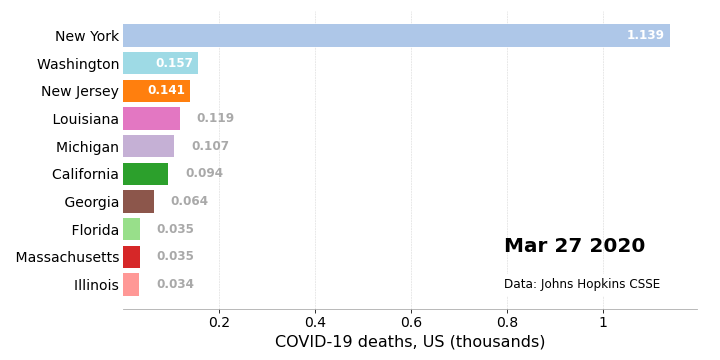 New York 1.139
Washington 0.157
New Jersey 0.141
Louisiana 0.119
Michigan 0.107
California 0.094
Georgia 0.064
Florida 0.035
Massachusetts 0.035
Illinois 0.034
Mar 27 2020
Data: Johns Hopkins CSSE
0.2 0.4 0.6 0.8 1
COVID-19 deaths, US (thousands)